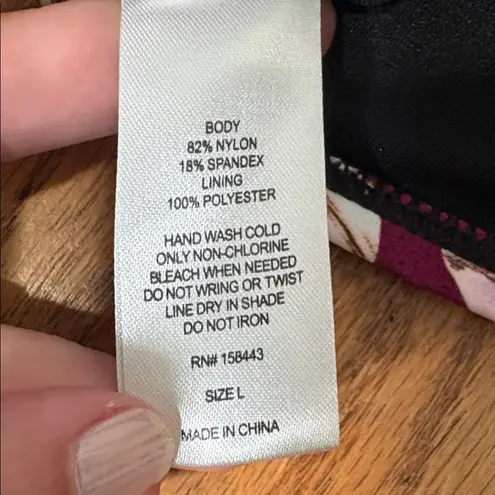 BODY
82% NYLON
18% SPANDEX
LINING
100% POLYESTER
HAND WASH COLD
ONLY NON-CHLORINE
BLEACH WHEN NEEDED
DO NOT WRING OR TWIST
LINE DRY IN SHADE
DO NOT IRON
RN# 158443
SIZE L
MADE IN CHINA